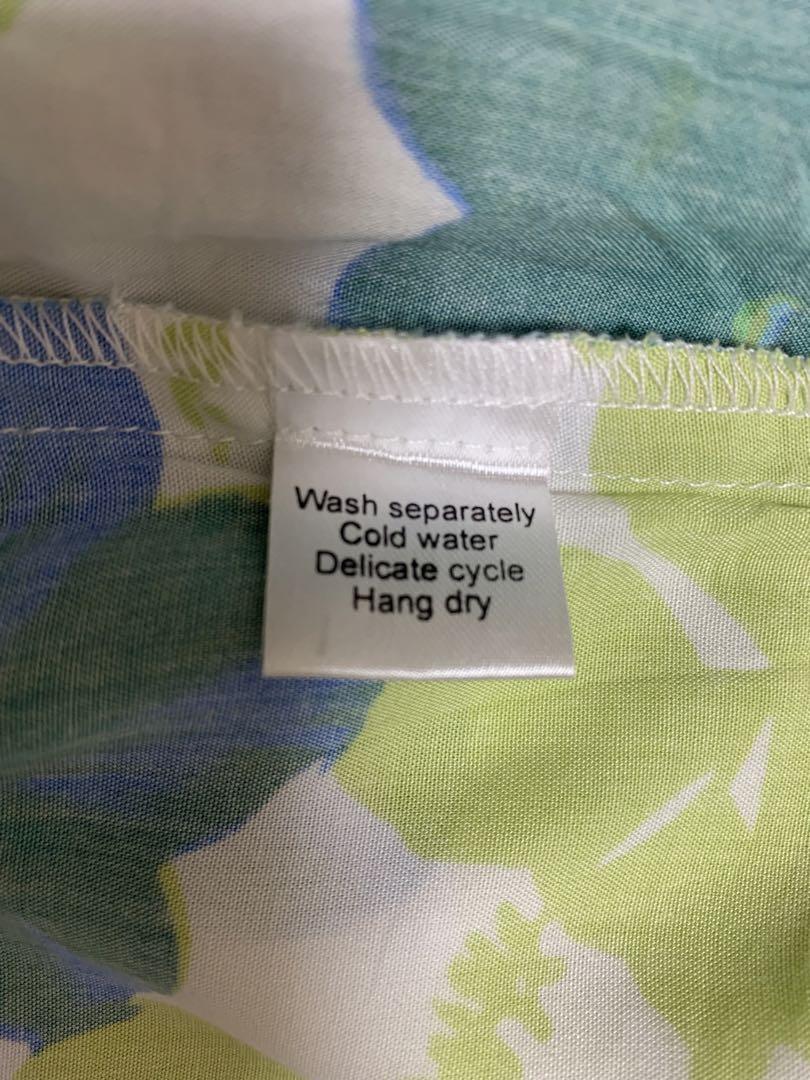 Wash separately
Cold water
Delicate cycle
Hang dry